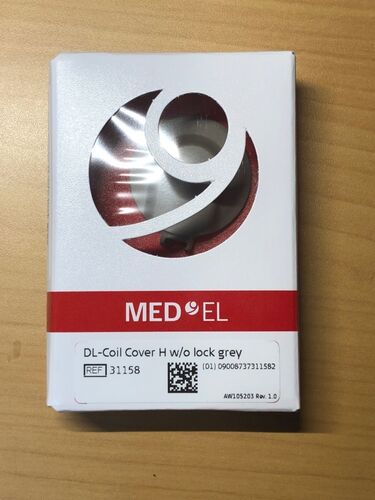 MED EL
DL-Coil Cover H w/o lock grey
REF 31158
(01) 09008737311582
AW105203 Rev. 1.0